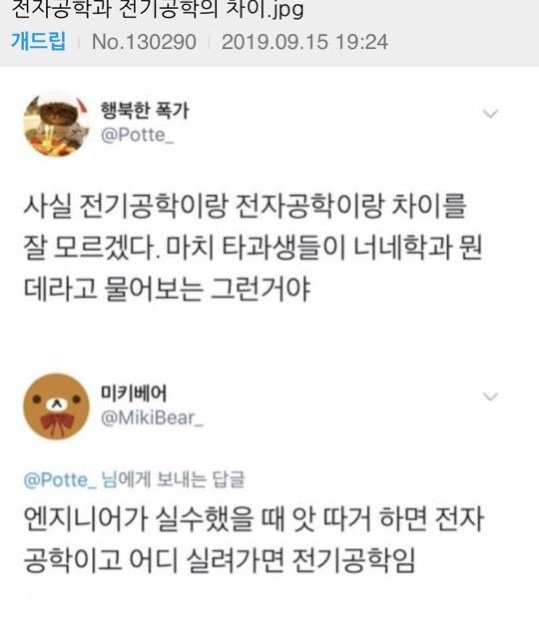 전자공학과 전기공학의 차이.jpg
개드립 | No.130290 | 2019.09.15 19:24
행복한 폭가
@Potte_
사실 전기공학이랑 전자공학이랑 차이를
잘 모르겠다. 마치 타과생들이 너네학과 뭔
데라고 물어보는 그런거야
미키베어
@MikiBear_
@Potte_ 님에게 보내는 답글
엔지니어가 실수했을 때 앗 따거 하면 전자
공학이고 어디 실려가면 전기공학임